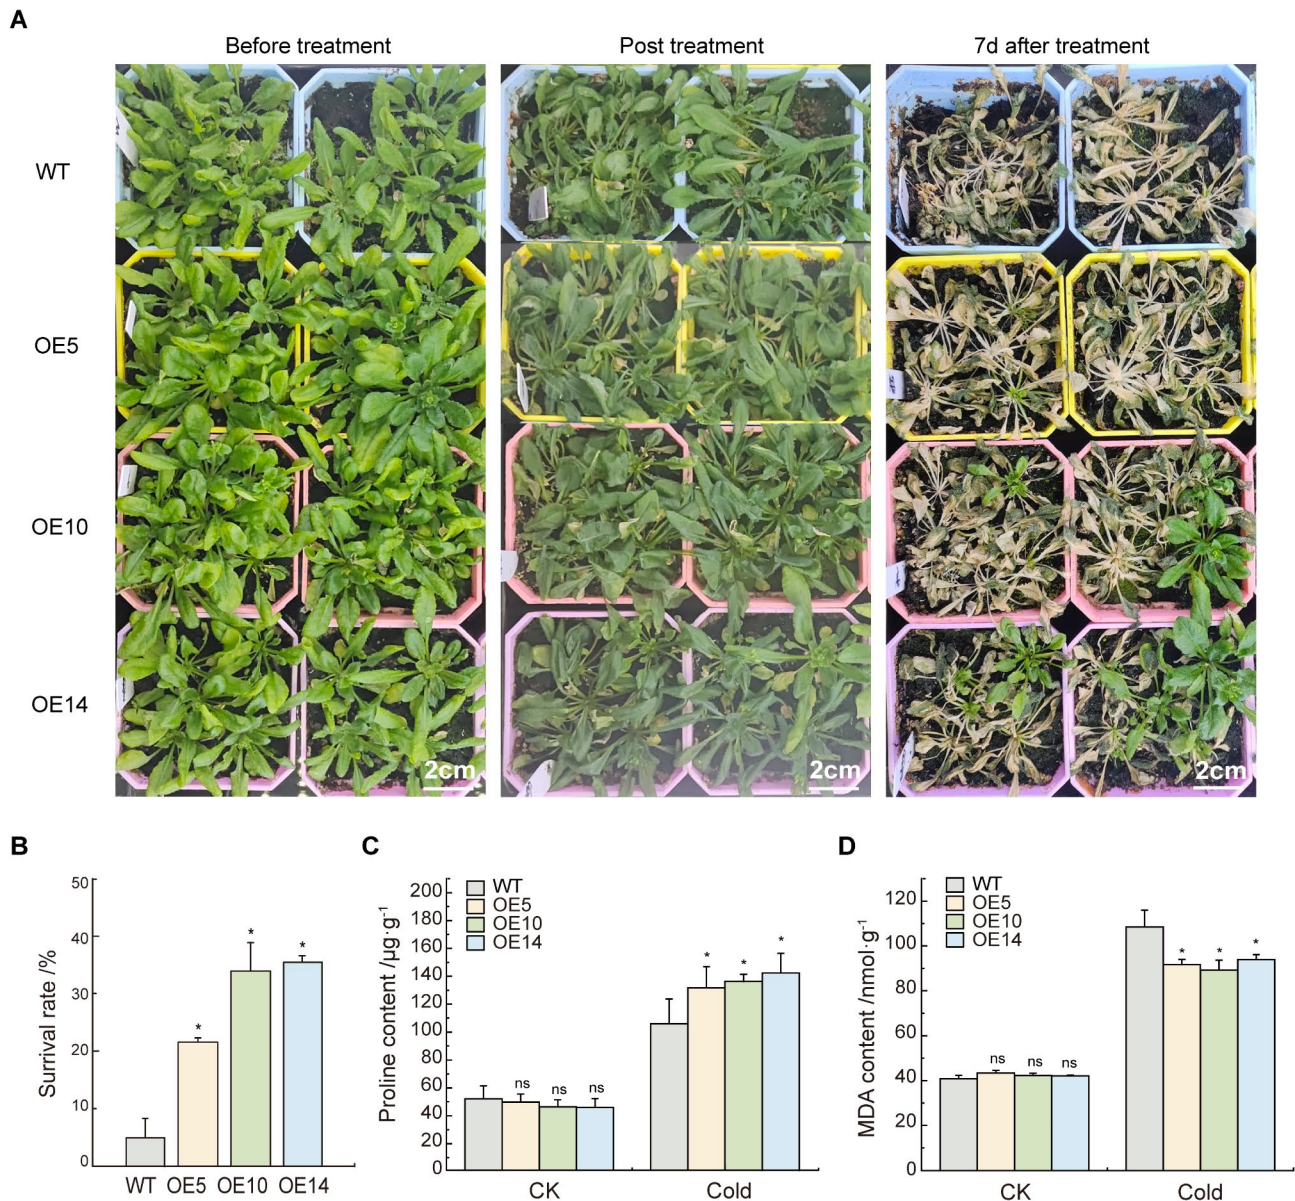 A
Before treatment
Post treatment
7d after treatment
WT
OE5
OE10
OE14
2cm
2cm
2cm
B
50
40
30
20
10
0
Surrival rate /%
*
*
*
WT OE5 OE10 OE14
C
WT
OE5
OE10
OE14
200
180
160
140
120
100
80
60
40
20
0
Proline content /µg·g⁻¹
ns
ns
ns
*
*
*
CK
Cold
D
WT
OE5
OE10
OE14
120
100
80
60
40
20
0
MDA content /nmol·g⁻¹
ns
ns
ns
*
*
*
CK
Cold